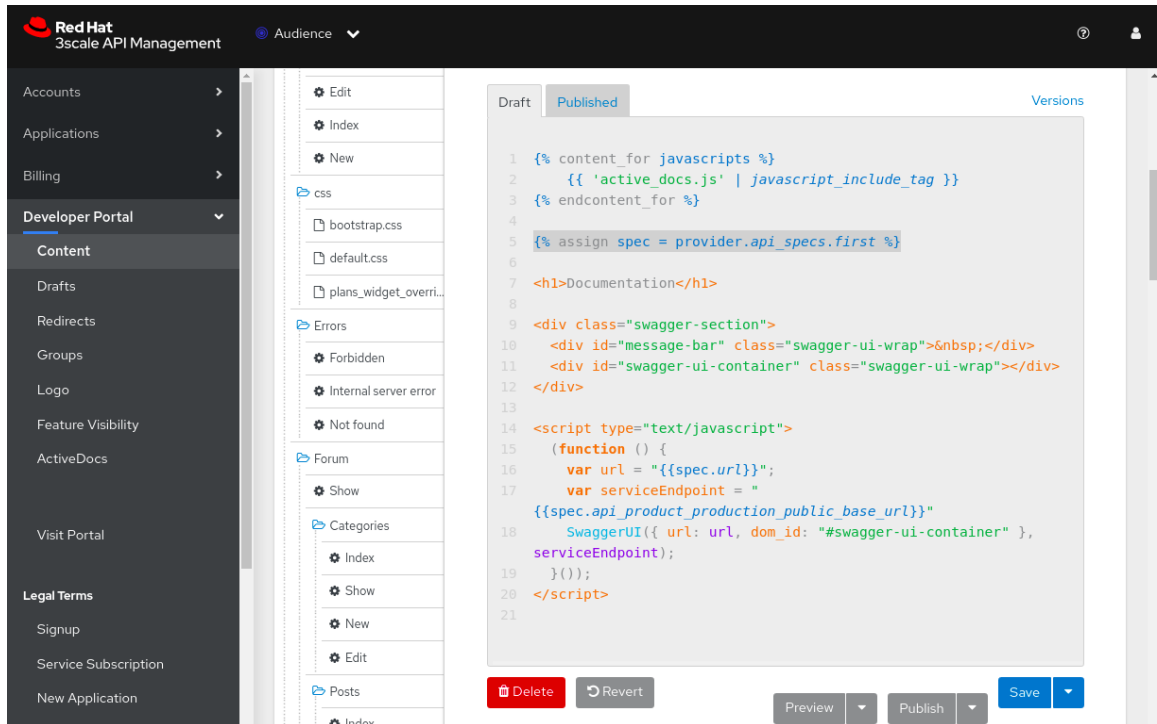 Red Hat
3scale API Management
Audience
Accounts
Applications
Billing
Developer Portal
Content
Drafts
Redirects
Groups
Logo
Feature Visibility
ActiveDocs
Visit Portal
Legal Terms
Signup
Service Subscription
New Application
Edit
Index
New
css
bootstrap.css
default.css
plans_widget_overri...
Errors
Forbidden
Internal server error
Not found
Forum
Show
Categories
Index
Show
New
Edit
Posts
Index
Draft
Published
Versions
1 {% content_for javascripts %}
2 {{ 'active_docs.js' | javascript_include_tag }}
3 {% endcontent_for %}
4
5 {% assign spec = provider.api_specs.first %}
6
7 <h1>Documentation</h1>
8
9 <div class="swagger-section">
10 <div id="message-bar" class="swagger-ui-wrap">&nbsp;</div>
11 <div id="swagger-ui-container" class="swagger-ui-wrap"></div>
12 </div>
13
14 <script type="text/javascript">
15 (function () {
16 var url = "{{spec.url}}";
17 var serviceEndpoint = "
{{spec.api_product_production_public_base_url}}"
18 SwaggerUI({ url: url, dom_id: "#swagger-ui-container" },
serviceEndpoint);
19 }());
20 </script>
21
Delete
Revert
Preview
Publish
Save